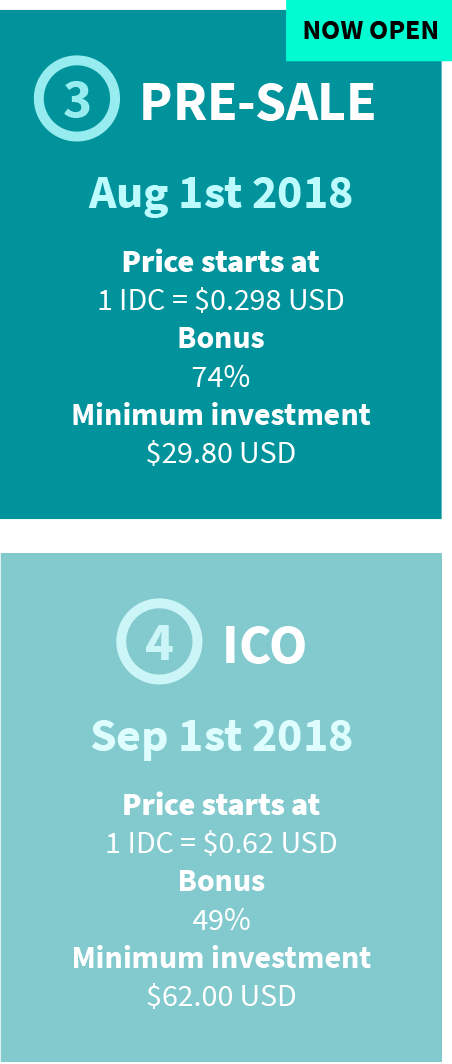 NOW OPEN
3 PRE-SALE
Aug 1st 2018
Price starts at
1 IDC = $0.298 USD
Bonus
74%
Minimum investment
$29.80 USD
4 ICO
Sep 1st 2018
Price starts at
1 IDC = $0.62 USD
Bonus
49%
Minimum investment
$62.00 USD